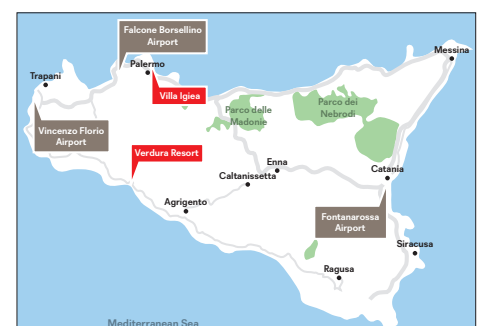 Falcone Borsellino
Airport
Messina
Palermo
Trapani
Villa Igiea
Parco dei
Nebrodi
Parco delle
Madonie
Vincenzo Florio
Airport
Verdura Resort
Enna
Catania
Caltanissetta
Agrigento
Fontanarossa
Airport
Siracusa
Ragusa
Mediterranean Sea